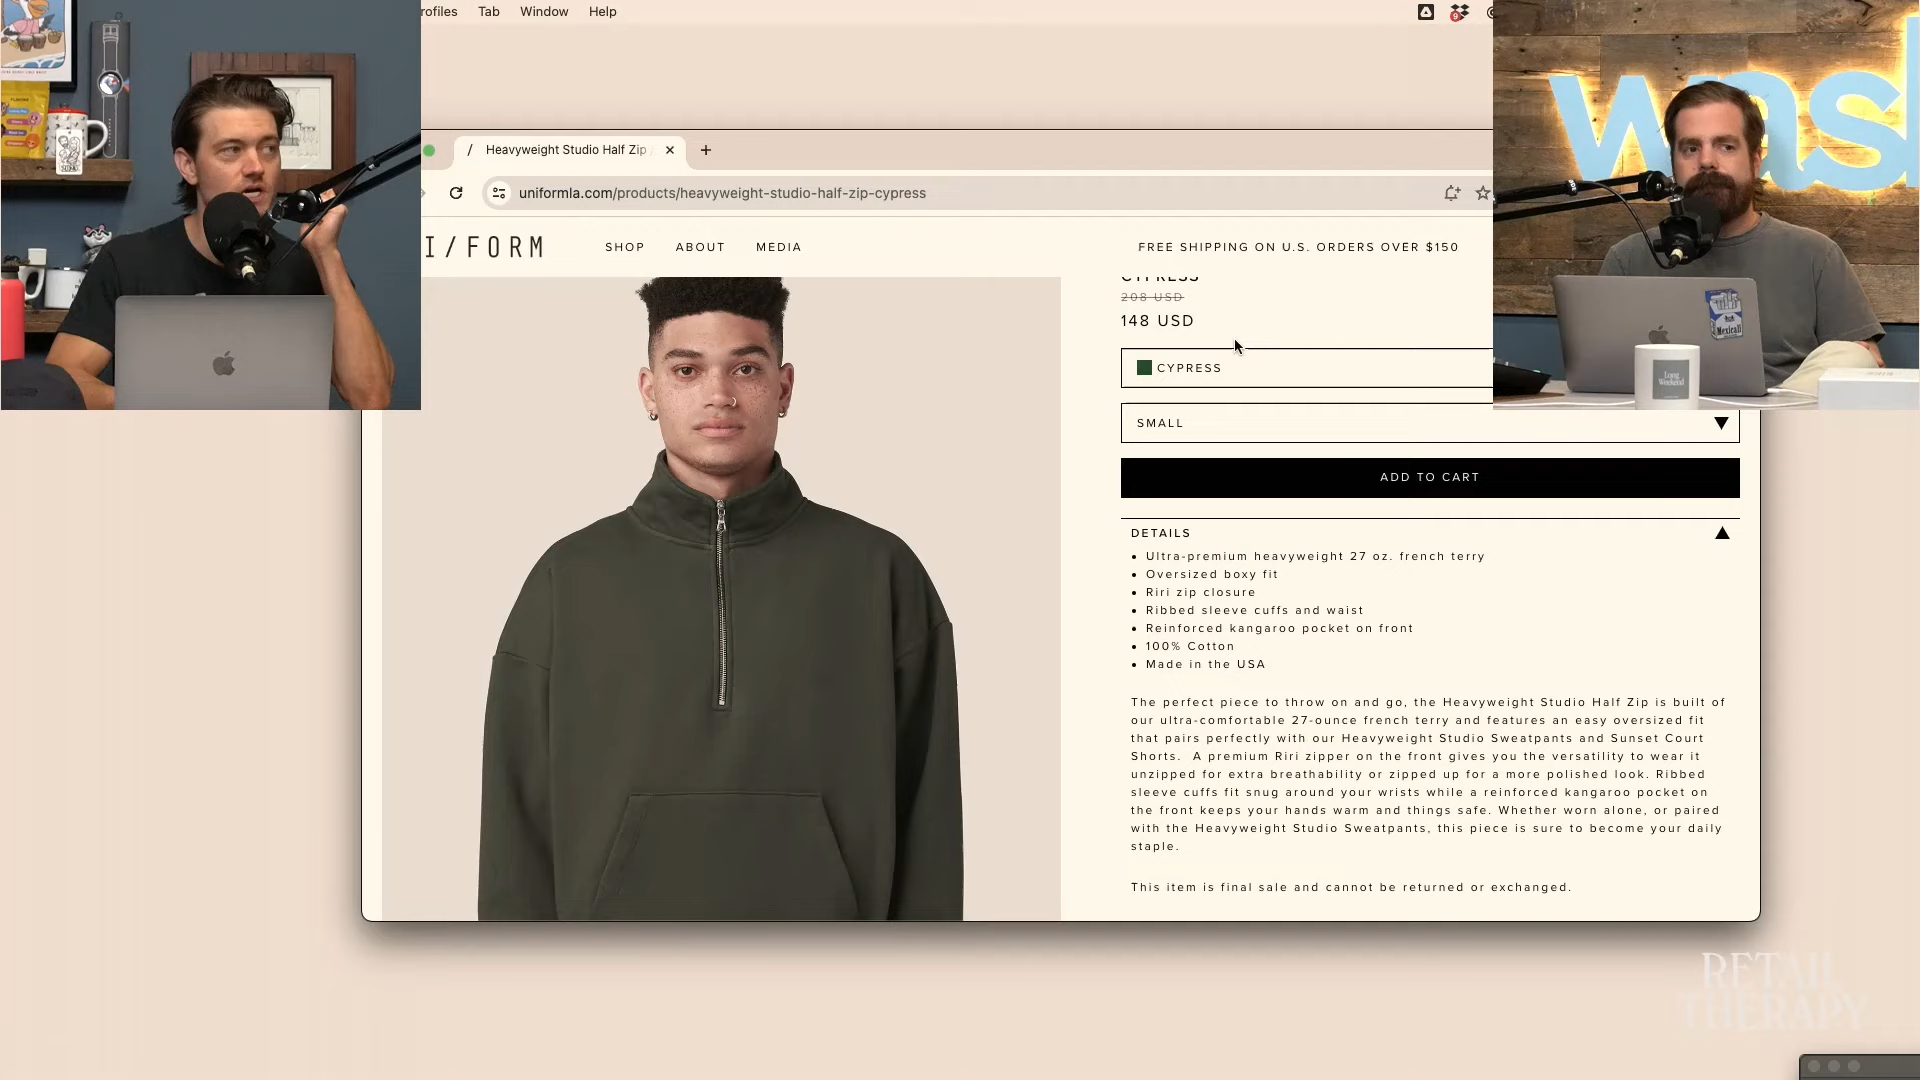 rofiles Tab Window Help
9
Heavyweight Studio Half Zip
uniformla.com/products/heavyweight-studio-half-zip-cypress
I/FORM
SHOP ABOUT MEDIA
FREE SHIPPING ON U.S. ORDERS OVER $150
CYPRESS
208 USD
148 USD
CYPRESS
SMALL
ADD TO CART
DETAILS
• Ultra-premium heavyweight 27 oz. french terry
• Oversized boxy fit
• Riri zip closure
• Ribbed sleeve cuffs and waist
• Reinforced kangaroo pocket on front
• 100% Cotton
• Made in the USA
The perfect piece to throw on and go, the Heavyweight Studio Half Zip is built of
our ultra-comfortable 27-ounce french terry and features an easy oversized fit
that pairs perfectly with our Heavyweight Studio Sweatpants and Sunset Court
Shorts. A premium Riri zipper on the front gives you the versatility to wear it
unzipped for extra breathability or zipped up for a more polished look. Ribbed
sleeve cuffs fit snug around your wrists while a reinforced kangaroo pocket on
the front keeps your hands warm and things safe. Whether worn alone, or paired
with the Heavyweight Studio Sweatpants, this piece is sure to become your daily
staple.
This item is final sale and cannot be returned or exchanged.
was
Mexicali
Long
Weekend
RETAIL
THERAPY